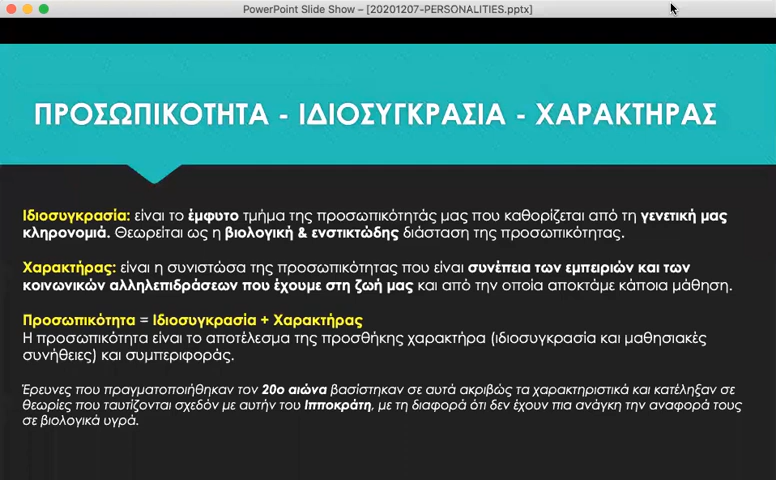 PowerPoint Slide Show – [20201207-PERSONALITIES.pptx]
ΠΡΟΣΩΠΙΚΟΤΗΤΑ - ΙΔΙΟΣΥΓΚΡΑΣΙΑ - ΧΑΡΑΚΤΗΡΑΣ
Ιδιοσυγκρασία: είναι το έμφυτο τμήμα της προσωπικότητάς μας που καθορίζεται από τη γενετική μας
κληρονομιά. Θεωρείται ως η βιολογική & ενστικτώδης διάσταση της προσωπικότητας.
Χαρακτήρας: είναι η συνιστώσα της προσωπικότητας που είναι συνέπεια των εμπειριών και των
κοινωνικών αλληλεπιδράσεων που έχουμε στη ζωή μας και από την οποία αποκτάμε κάποια μάθηση.
Προσωπικότητα = Ιδιοσυγκρασία + Χαρακτήρας
Η προσωπικότητα είναι το αποτέλεσμα της προσθήκης χαρακτήρα (ιδιοσυγκρασία και μαθησιακές
συνήθειες) και συμπεριφοράς.
Έρευνες που πραγματοποιήθηκαν τον 20ο αιώνα βασίστηκαν σε αυτά ακριβώς τα χαρακτηριστικά και κατέληξαν σε
θεωρίες που ταυτίζονται σχεδόν με αυτήν του Ιπποκράτη, με τη διαφορά ότι δεν έχουν πια ανάγκη την αναφορά τους
σε βιολογικά υγρά.